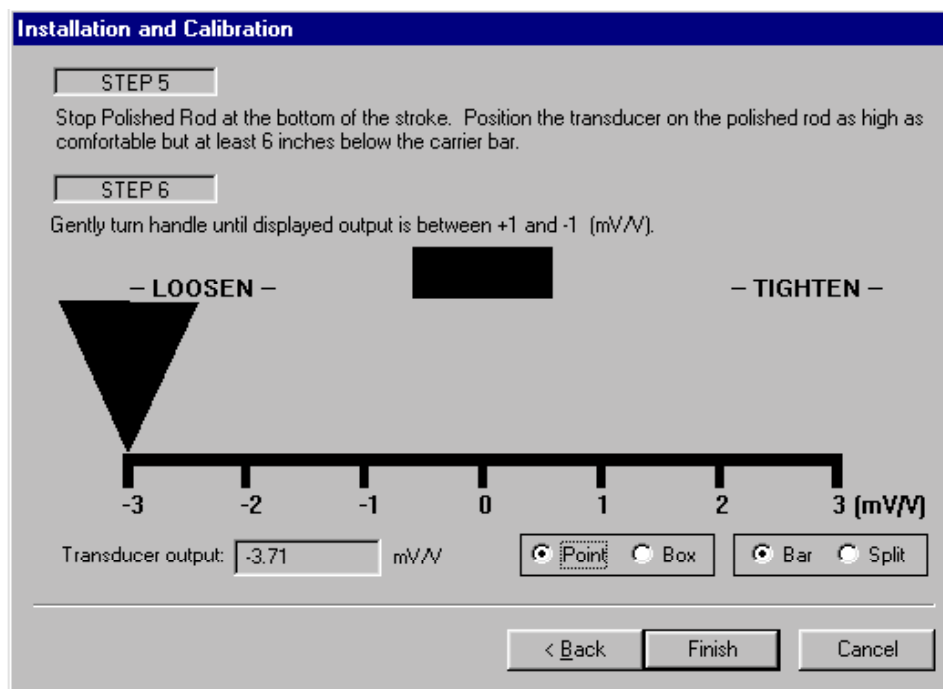 Installation and Calibration
STEP 5
Stop Polished Rod at the bottom of the stroke.  Position the transducer on the polished rod as high as
comfortable but at least 6 inches below the carrier bar.
STEP 6
Gently turn handle until displayed output is between +1 and -1  (mV/V).
– LOOSEN –
– TIGHTEN –
-3 -2 -1 0 1 2 3 (mV/V)
Transducer output: -3.71 mV/V Point Box Bar Split
< Back Finish Cancel